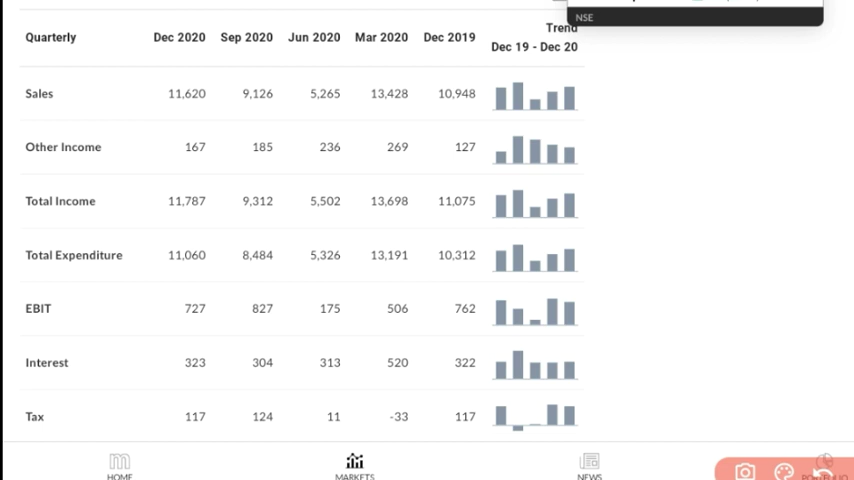 NSE
Quarterly Dec 2020 Sep 2020 Jun 2020 Mar 2020 Dec 2019 Trend
Dec 19 - Dec 20
Sales 11,620 9,126 5,265 13,428 10,948
Other Income 167 185 236 269 127
Total Income 11,787 9,312 5,502 13,698 11,075
Total Expenditure 11,060 8,484 5,326 13,191 10,312
EBIT 727 827 175 506 762
Interest 323 304 313 520 322
Tax 117 124 11 -33 117
HOME MARKETS NEWS